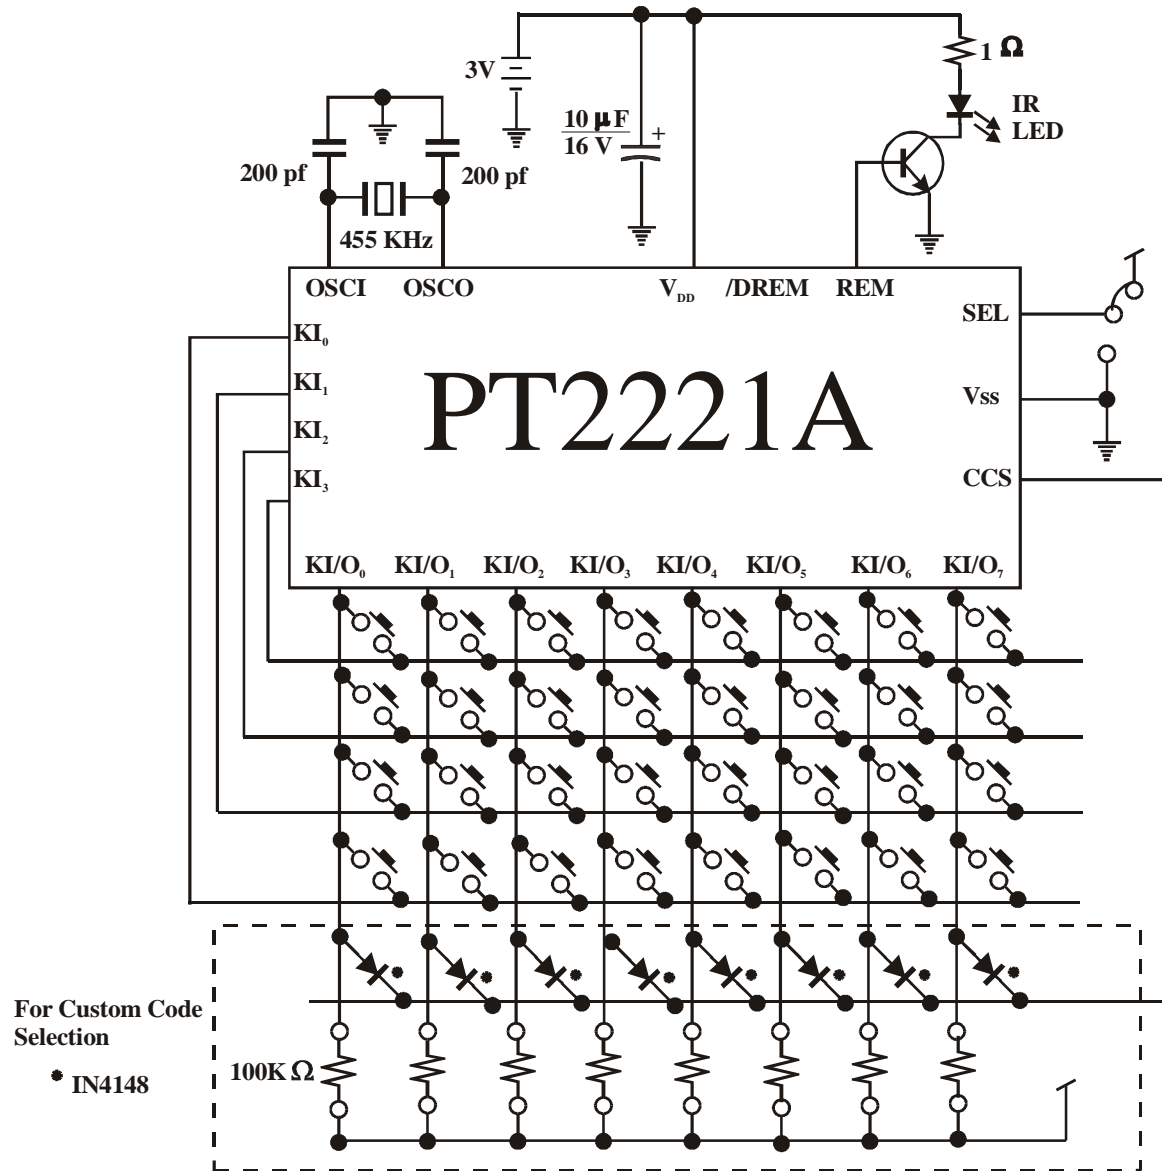 1 Ω
3V
10 μF
16 V
+
IR
LED
200 pf
200 pf
455 KHz
OSCI
OSCO
VDD
/DREM
REM
SEL
KI0
KI1
KI2
KI3
PT2221A
Vss
CCS
KI/O0
KI/O1
KI/O2
KI/O3
KI/O4
KI/O5
KI/O6
KI/O7
For Custom Code
Selection
100K Ω
IN4148